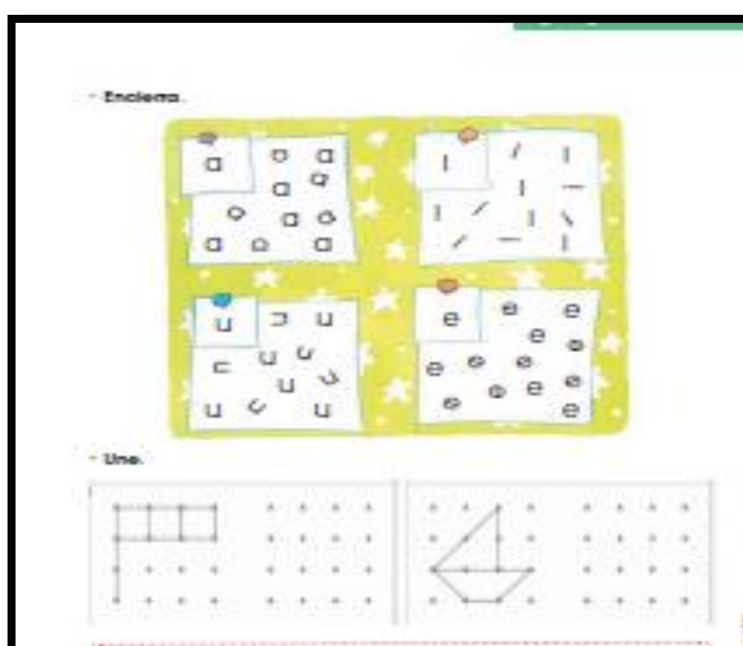 - Encierra.
a a a
a a
a a a
a a a
l l l
l l
l l l l
l l l
u u u
u u u u
u u
u u u
e e e
e e
e e e
e e e
e e
- Une.